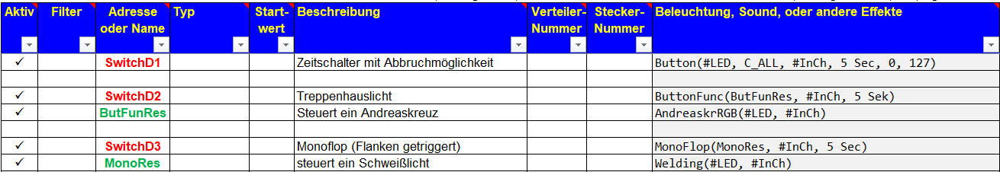 Aktiv Filter Adresse oder Name Typ Start-wert Beschreibung Verteiler-Nummer Stecker-Nummer Beleuchtung, Sound, oder andere Effekte
✓ SwitchD1 Zeitschalter mit Abbruchmöglichkeit Button(#LED, C_ALL, #InCh, 5 Sec, 0, 127)
✓ SwitchD2 Treppenhauslicht ButtonFunc(ButFunRes, #InCh, 5 Sek)
✓ ButFunRes Steuert ein Andreaskreuz AndreaskrRGB(#LED, #InCh)
✓ SwitchD3 Monoflop (Flanken getriggert) MonoFlop(MonoRes, #InCh, 5 Sec)
✓ MonoRes steuert ein Schweißlicht Welding(#LED, #InCh)